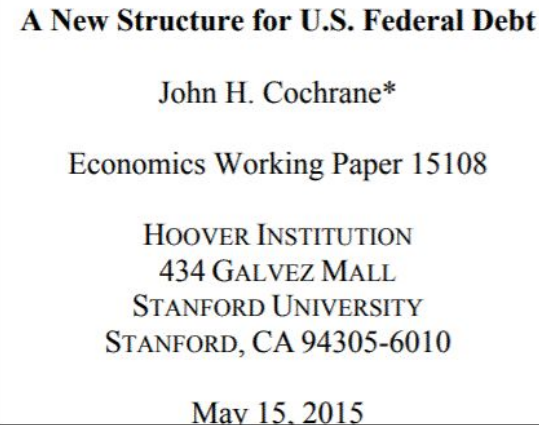 A New Structure for U.S. Federal Debt
John H. Cochrane*
Economics Working Paper 15108
HOOVER INSTITUTION
434 GALVEZ MALL
STANFORD UNIVERSITY
STANFORD, CA 94305-6010
May 15, 2015